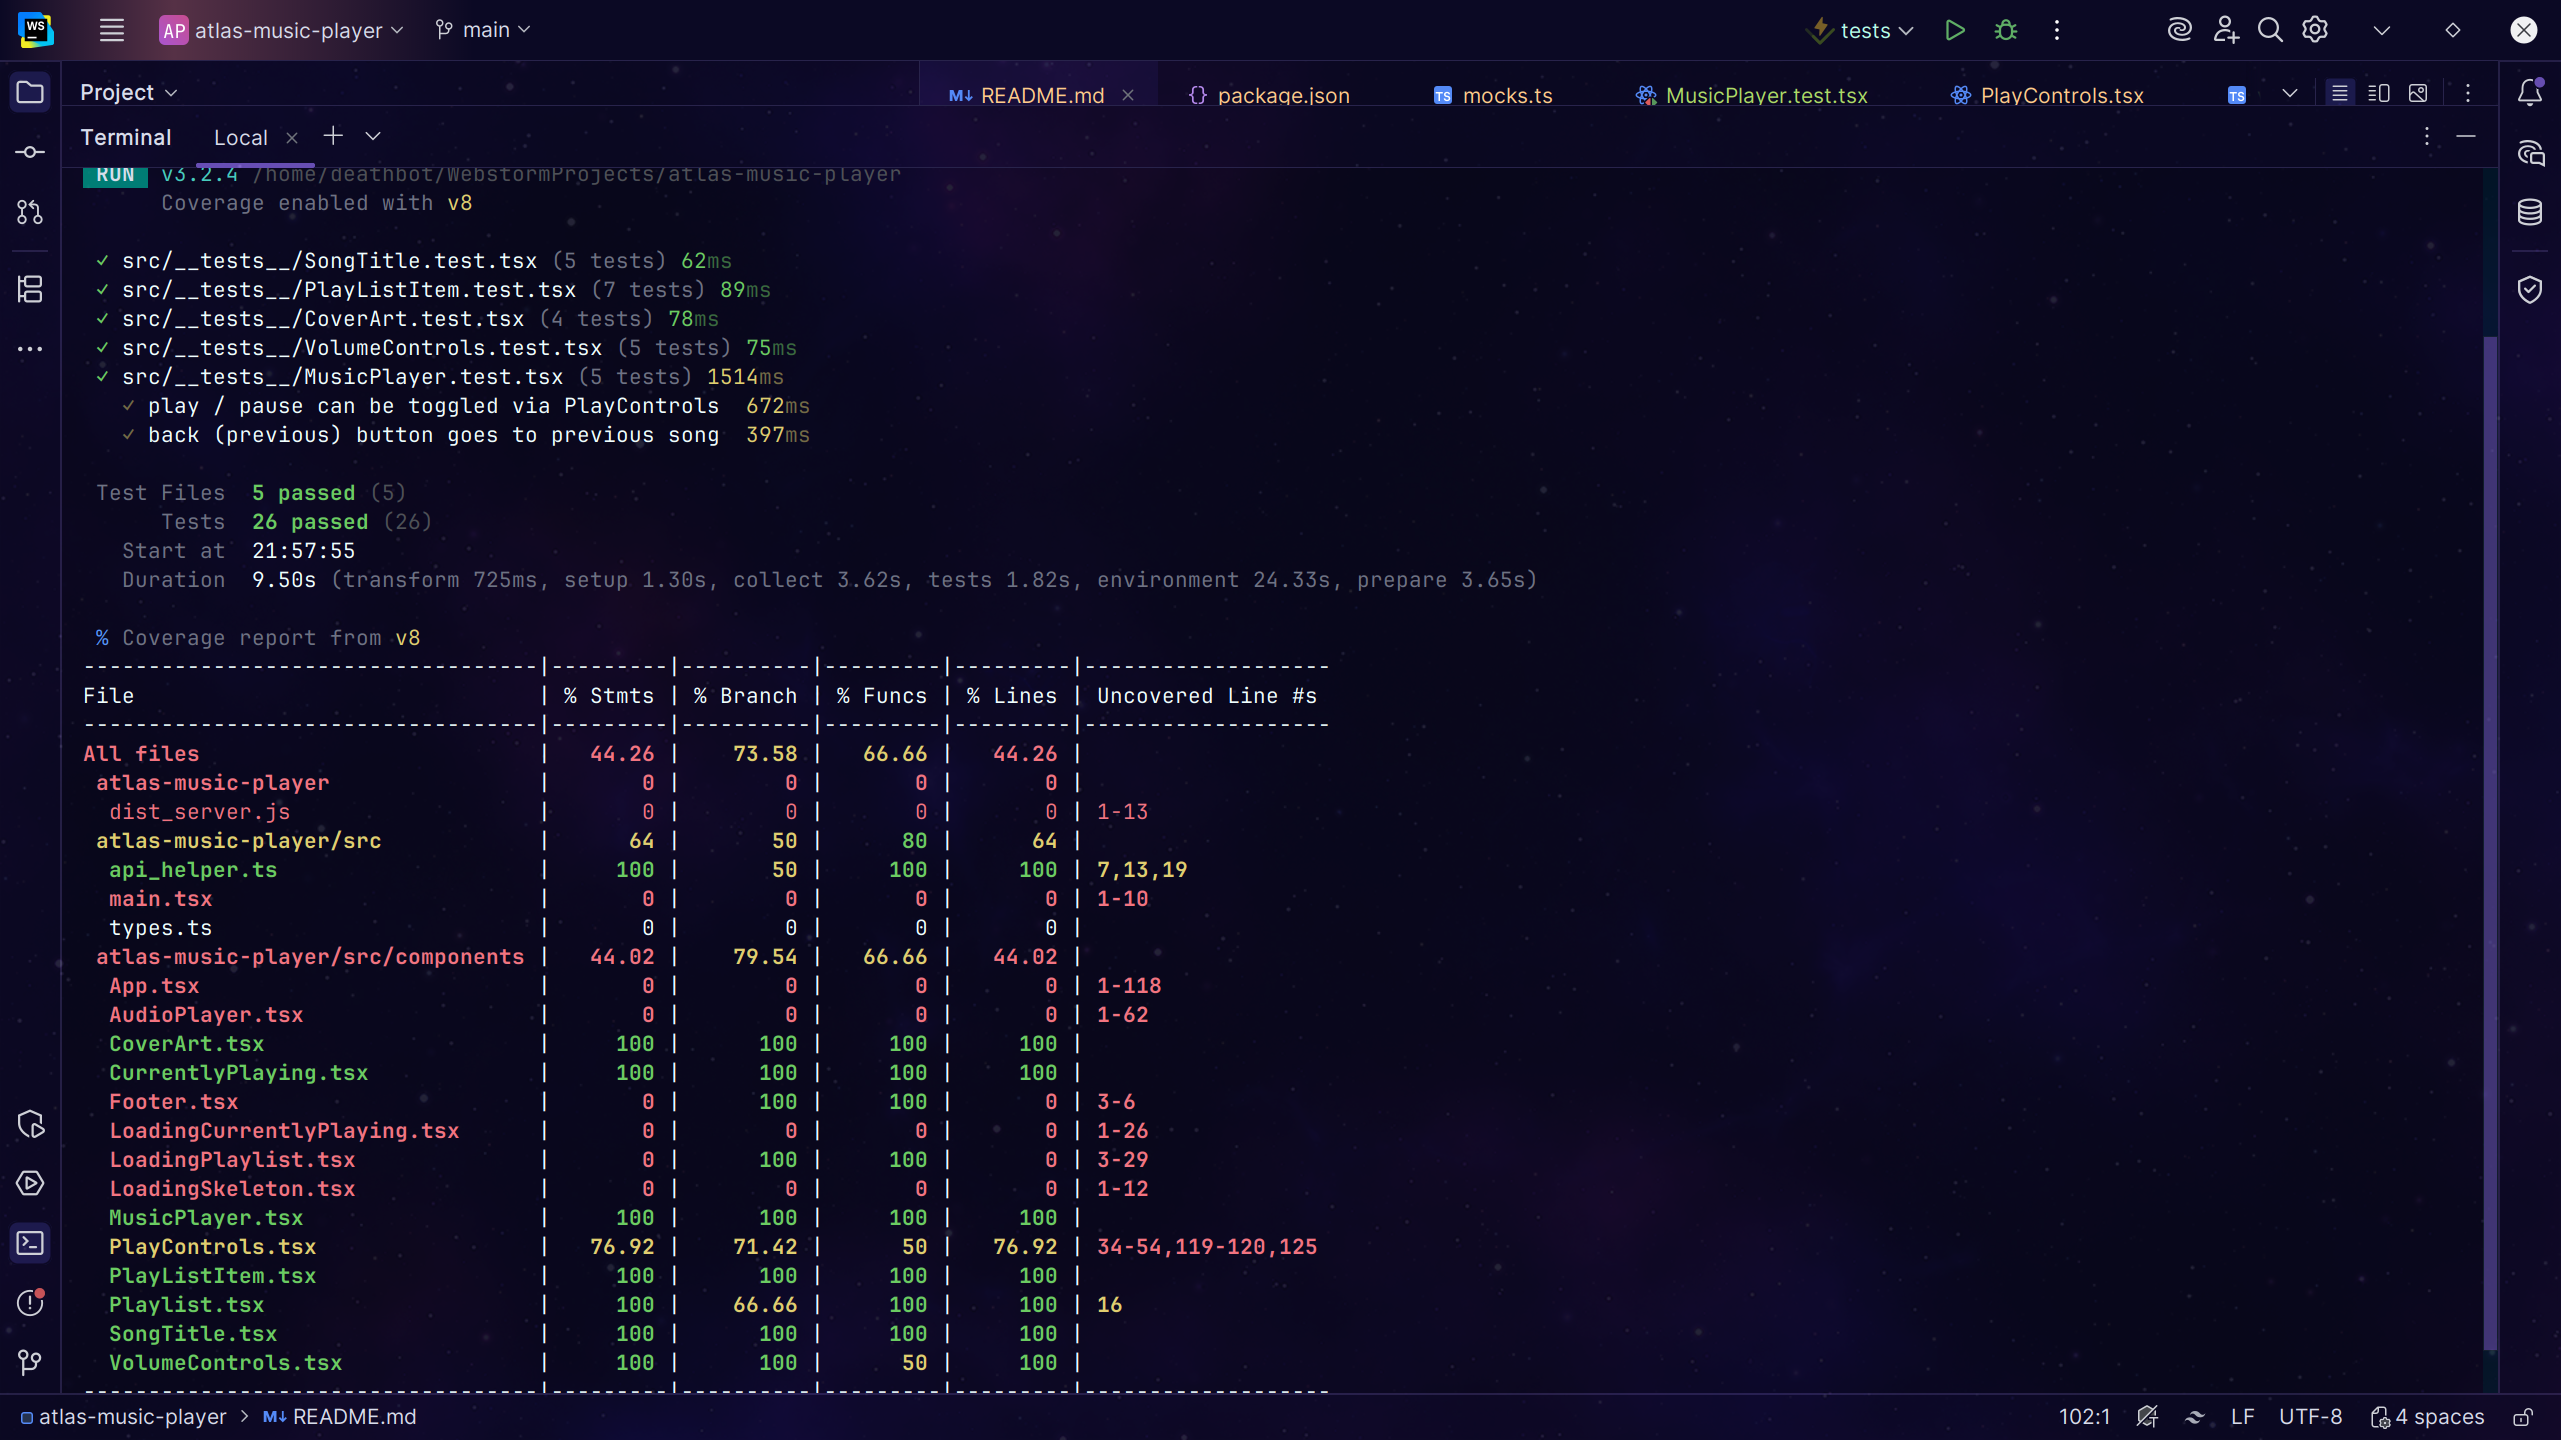 WS AP atlas-music-player main tests
Project README.md package.json mocks.ts MusicPlayer.test.tsx PlayControls.tsx TS
Terminal Local
RUN v3.2.4 /home/deathbot/WebstormProjects/atlas-music-player
Coverage enabled with v8
✓ src/__tests__/SongTitle.test.tsx (5 tests) 62ms
✓ src/__tests__/PlayListItem.test.tsx (7 tests) 89ms
✓ src/__tests__/CoverArt.test.tsx (4 tests) 78ms
✓ src/__tests__/VolumeControls.test.tsx (5 tests) 75ms
✓ src/__tests__/MusicPlayer.test.tsx (5 tests) 1514ms
✓ play / pause can be toggled via PlayControls 672ms
✓ back (previous) button goes to previous song 397ms
Test Files 5 passed (5)
Tests 26 passed (26)
Start at 21:57:55
Duration 9.50s (transform 725ms, setup 1.30s, collect 3.62s, tests 1.82s, environment 24.33s, prepare 3.65s)
% Coverage report from v8
-----------------------------------|---------|----------|---------|---------|-------------------
File | % Stmts | % Branch | % Funcs | % Lines | Uncovered Line #s
-----------------------------------|---------|----------|---------|---------|-------------------
All files | 44.26 | 73.58 | 66.66 | 44.26 |
atlas-music-player | 0 | 0 | 0 | 0 |
dist_server.js | 0 | 0 | 0 | 0 | 1-13
atlas-music-player/src | 64 | 50 | 80 | 64 |
api_helper.ts | 100 | 50 | 100 | 100 | 7,13,19
main.tsx | 0 | 0 | 0 | 0 | 1-10
types.ts | 0 | 0 | 0 | 0 |
atlas-music-player/src/components | 44.02 | 79.54 | 66.66 | 44.02 |
App.tsx | 0 | 0 | 0 | 0 | 1-118
AudioPlayer.tsx | 0 | 0 | 0 | 0 | 1-62
CoverArt.tsx | 100 | 100 | 100 | 100 |
CurrentlyPlaying.tsx | 100 | 100 | 100 | 100 |
Footer.tsx | 0 | 100 | 100 | 0 | 3-6
LoadingCurrentlyPlaying.tsx | 0 | 0 | 0 | 0 | 1-26
LoadingPlaylist.tsx | 0 | 100 | 100 | 0 | 3-29
LoadingSkeleton.tsx | 0 | 0 | 0 | 0 | 1-12
MusicPlayer.tsx | 100 | 100 | 100 | 100 |
PlayControls.tsx | 76.92 | 71.42 | 50 | 76.92 | 34-54,119-120,125
PlayListItem.tsx | 100 | 100 | 100 | 100 |
Playlist.tsx | 100 | 66.66 | 100 | 100 | 16
SongTitle.tsx | 100 | 100 | 100 | 100 |
VolumeControls.tsx | 100 | 100 | 50 | 100 |
-----------------------------------|---------|----------|---------|---------|-------------------
atlas-music-player > README.md 102:1 LF UTF-8 4 spaces